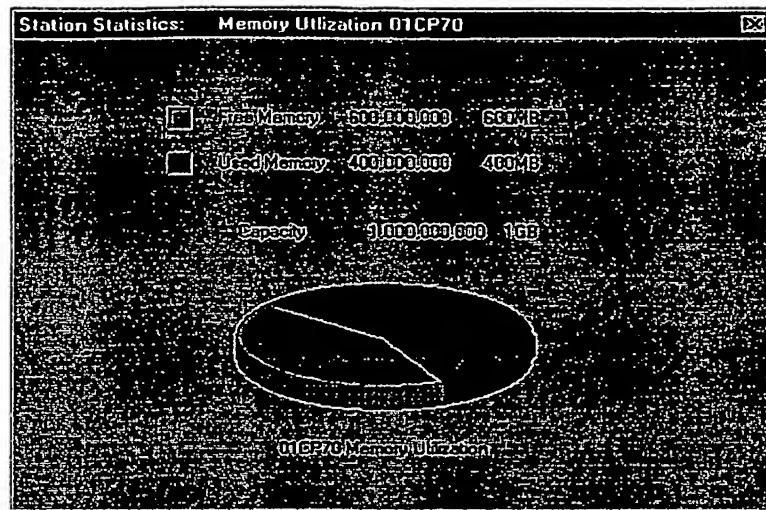 Station Statistics: Memory Utlization 01CP70
Free Memory 600,000,000 600MB
Used Memory 400,000,000 400MB
Capacity 1,000,000,000 1GB
01CP70 Memory Utlization